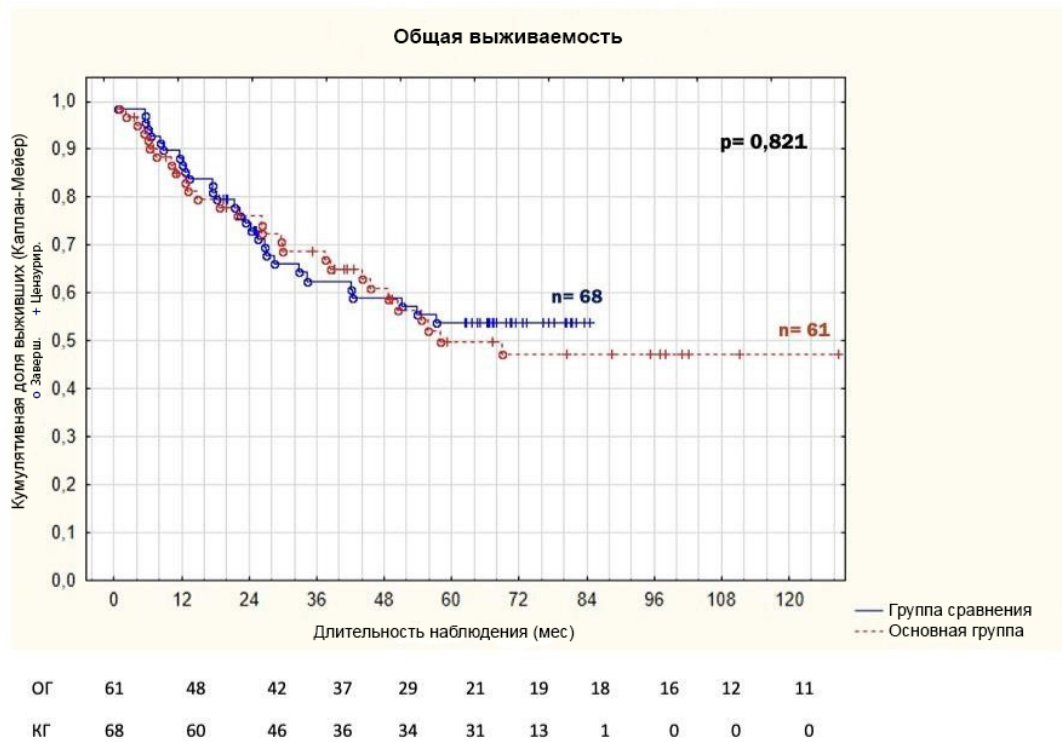 Общая выживаемость
Кумулятивная доля выживших (Каплан-Мейер)
o Заверш. + Цензурир.
1,0
0,9
0,8
0,7
0,6
0,5
0,4
0,3
0,2
0,1
0,0
p= 0,821
n= 68
n= 61
0 12 24 36 48 60 72 84 96 108 120
Длительность наблюдения (мес)
Группа сравнения
Основная группа
ОГ 61 48 42 37 29 21 19 18 16 12 11
КГ 68 60 46 36 34 31 13 1 0 0 0